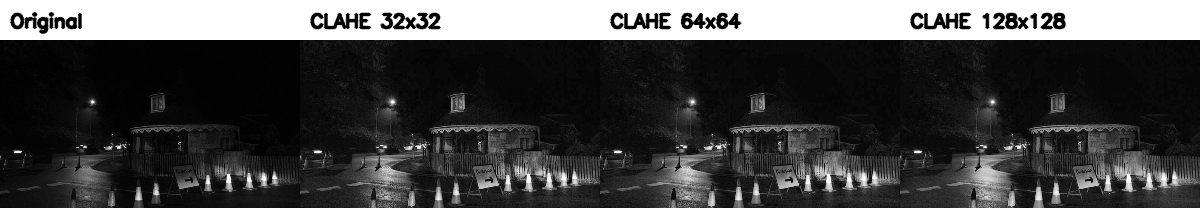 Original
CLAHE 32x32
CLAHE 64x64
CLAHE 128x128